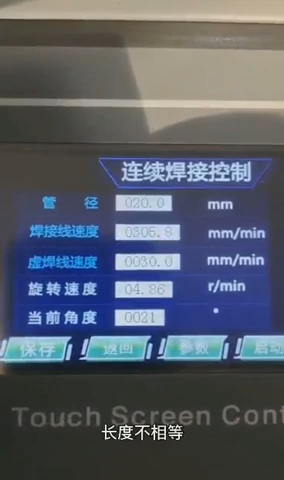 连续焊接控制
管 径 020.0 mm
焊接线速度 0305.8 mm/min
虚焊线速度 0030.0 mm/min
旋转速度 04.86 r/min
当前角度 0021 °
保存 返回 参数 启动
Touch Screen Cont
长度不相等